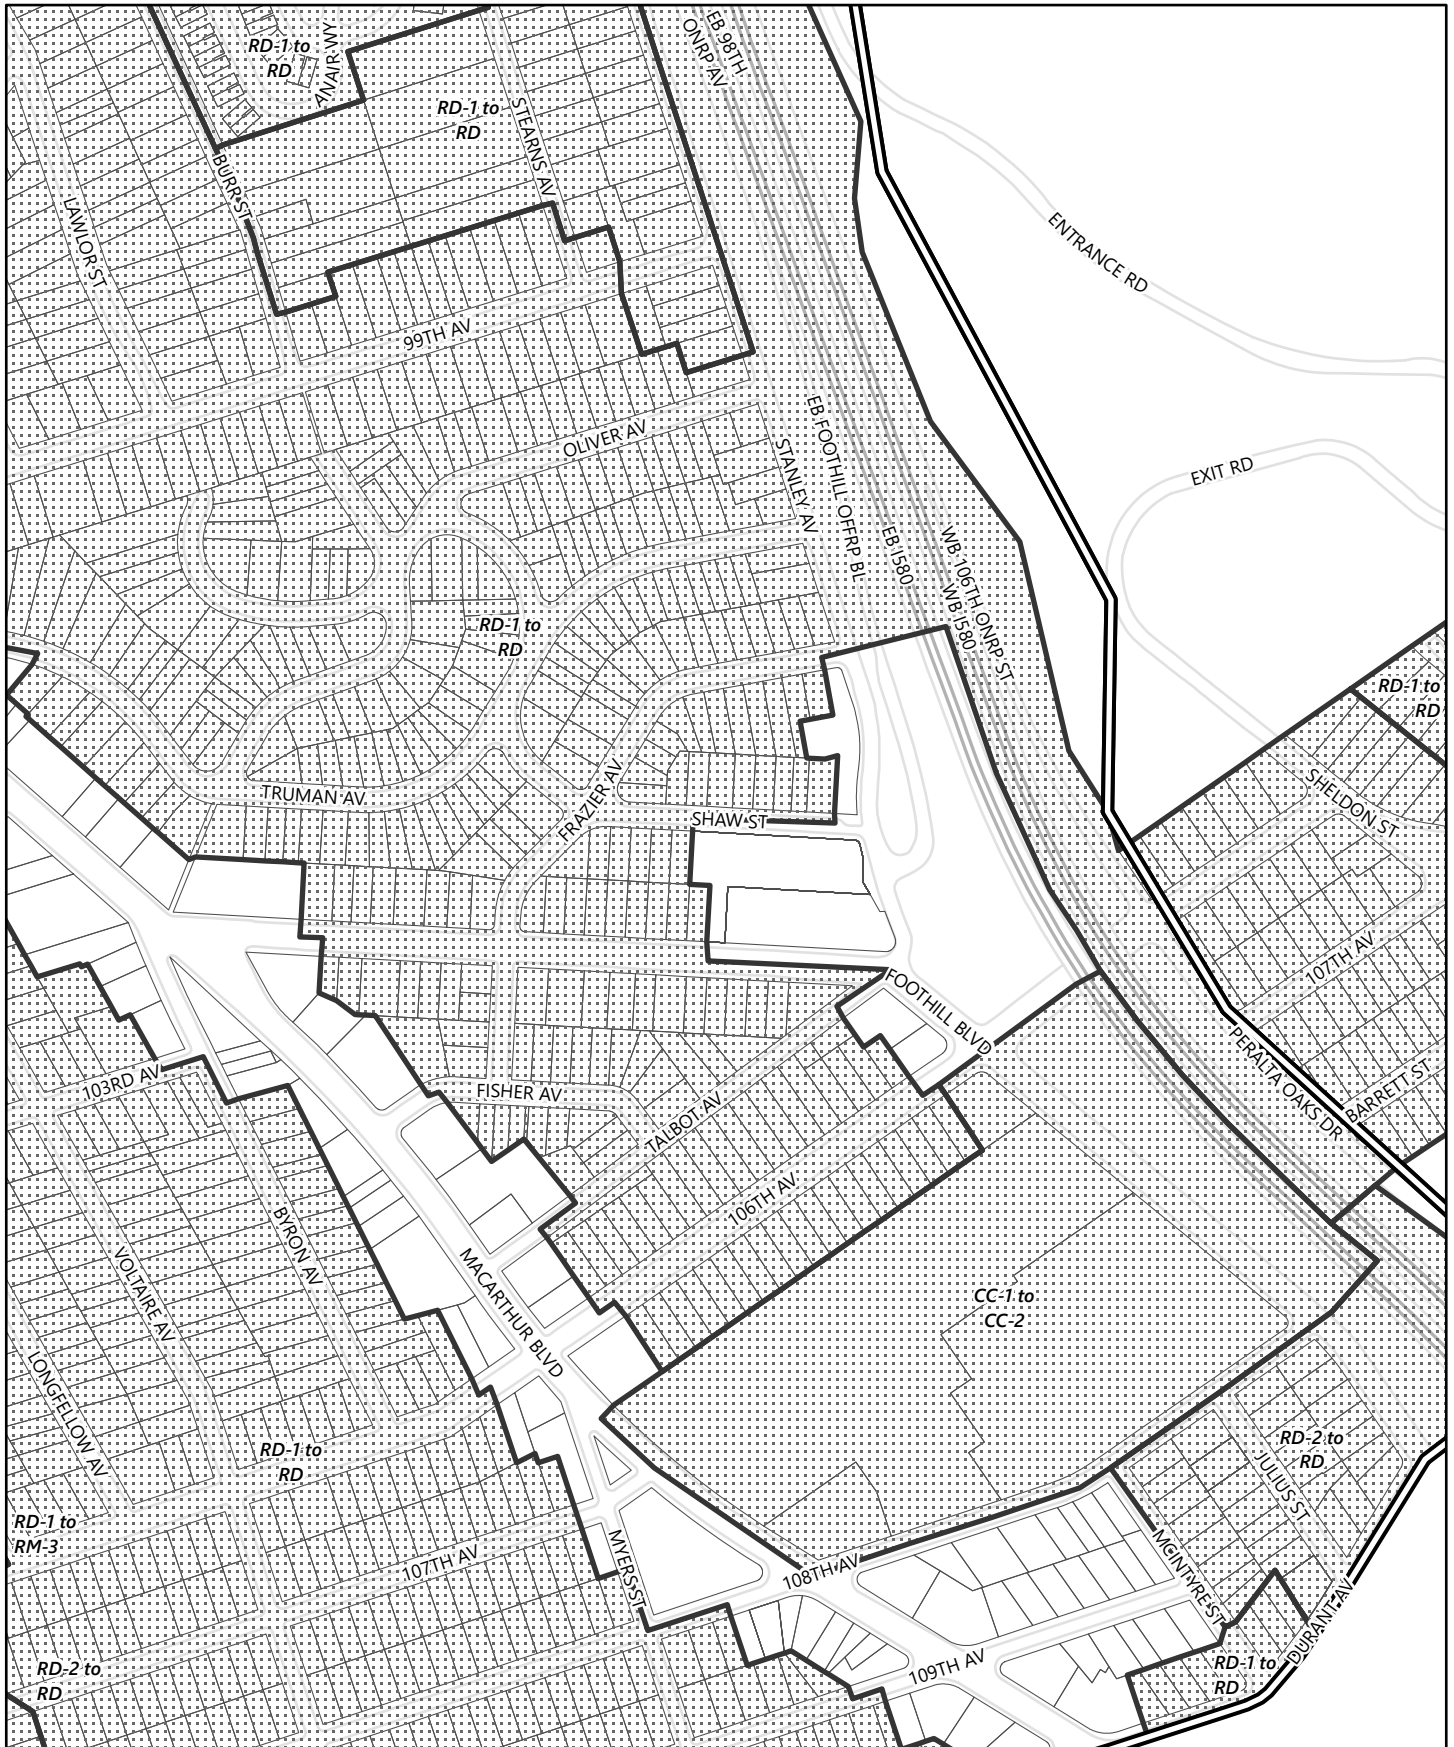 RD-1 to
RD
ANAIR WY
EB 98TH
ONRP AV
RD-1 to
RD
STEARNS AV
BURR ST
LAWLOR ST
ENTRANCE RD
99TH AV
OLIVER AV
STANLEY AV
EB FOOTHILL OFFRP BL
EXIT RD
EB I580
WB 106TH ONRP ST
WB I580
RD-1 to
RD
RD-1 to
RD
TRUMAN AV
FRAZIER AV
SHAW ST
SHELDON ST
107TH AV
FOOTHILL BLVD
PERALTA OAKS DR
BARRETT ST
103RD AV
FISHER AV
TALBOT AV
106TH AV
BYRON AV
VOLTAIRE AV
MACARTHUR BLVD
CC-1 to
CC-2
LONGFELLOW AV
RD-1 to
RD
RD-2 to
RD
JULIUS ST
RD-1 to
RM-3
107TH AV
MYERS ST
108TH AV
MCINTYRE ST
DURANT AV
109TH AV
RD-1 to
RD
RD-2 to
RD